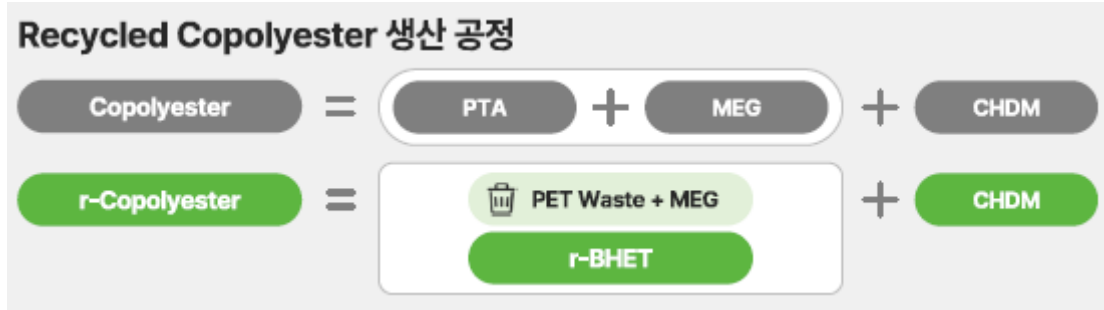 Recycled Copolyester 생산 공정
Copolyester = PTA + MEG + CHDM
r-Copolyester = PET Waste + MEG + CHDM
r-BHET